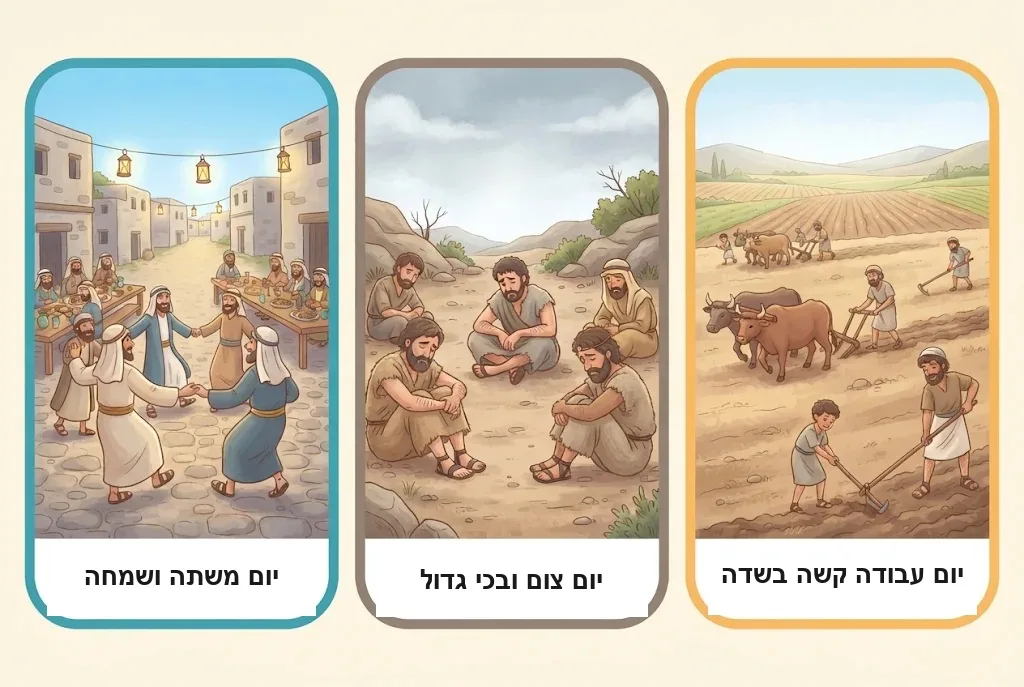 יום עבודה קשה בשדה
יום צום ובכי גדול
יום משתה ושמחה